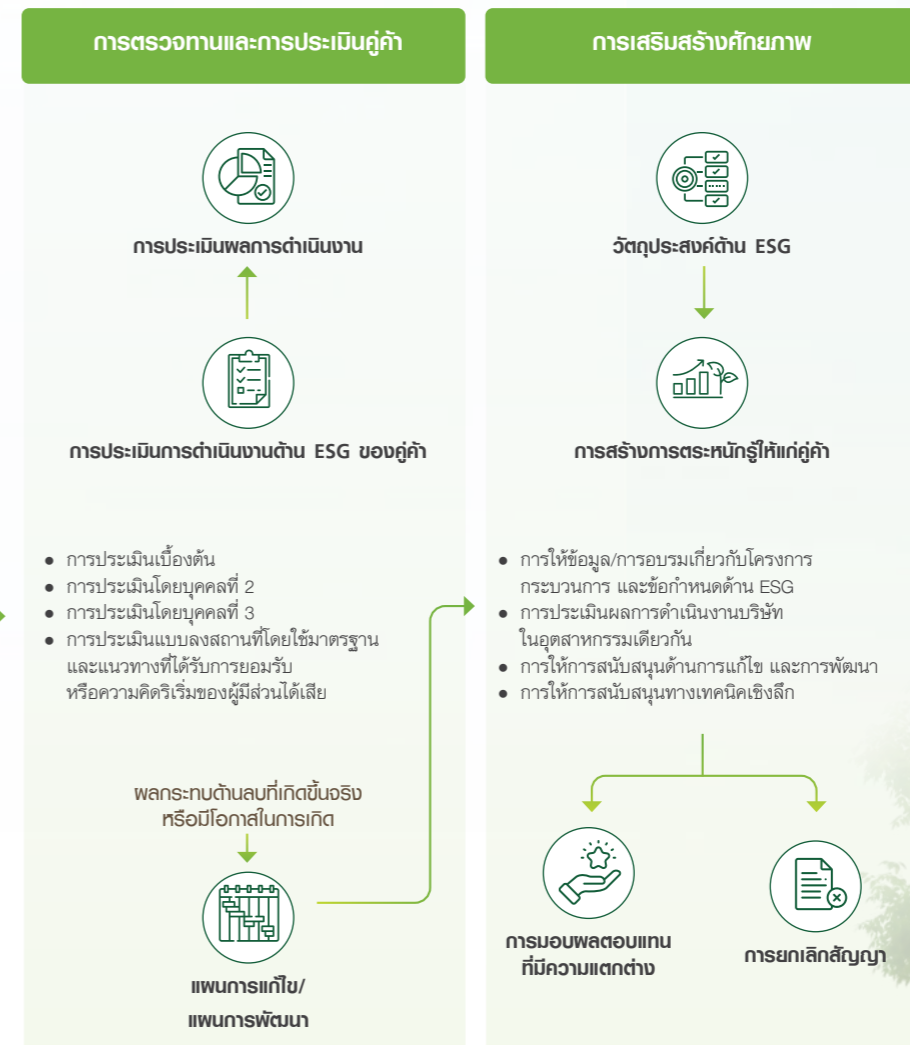 การตรวจทานและการประเมินคู่ค้า
การประเมินผลการดำเนินงาน
การประเมินการดำเนินงานด้าน ESG ของคู่ค้า
● การประเมินเบื้องต้น
● การประเมินโดยบุคคลที่ 2
● การประเมินโดยบุคคลที่ 3
● การประเมินแบบลงสถานที่โดยใช้มาตรฐาน
และแนวทางที่ได้รับการยอมรับ
หรือความคิดริเริ่มของผู้มีส่วนได้เสีย
ผลกระทบด้านลบที่เกิดขึ้นจริง
หรือมีโอกาสในการเกิด
แผนการแก้ไข/
แผนการพัฒนา
การเสริมสร้างศักยภาพ
วัตถุประสงค์ด้าน ESG
การสร้างการตระหนักรู้ให้แก่คู่ค้า
● การให้ข้อมูล/การอบรมเกี่ยวกับโครงการ
กระบวนการ และข้อกำหนดด้าน ESG
● การประเมินผลการดำเนินงานบริษัท
ในอุตสาหกรรมเดียวกัน
● การให้การสนับสนุนด้านการแก้ไข และการพัฒนา
● การให้การสนับสนุนทางเทคนิคเชิงลึก
การมอบผลตอบแทน
ที่มีความแตกต่าง
การยกเลิกสัญญา